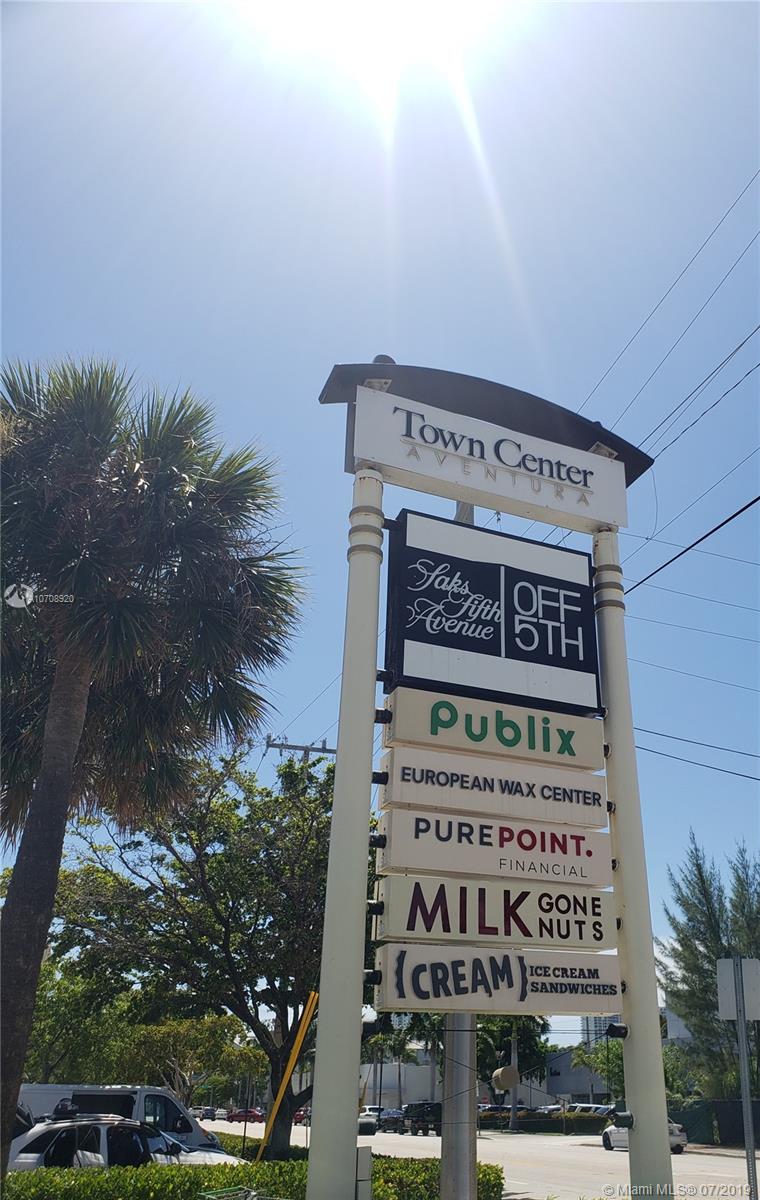 Town Center
AVENTURA
Saks
Fifth
Avenue
OFF
5TH
Publix
EUROPEAN WAX CENTER
PUREPOINT.
FINANCIAL
MILK GONE
NUTS
{CREAM} ICE CREAM
SANDWICHES
A10708920
©Miami MLS® 07/2019